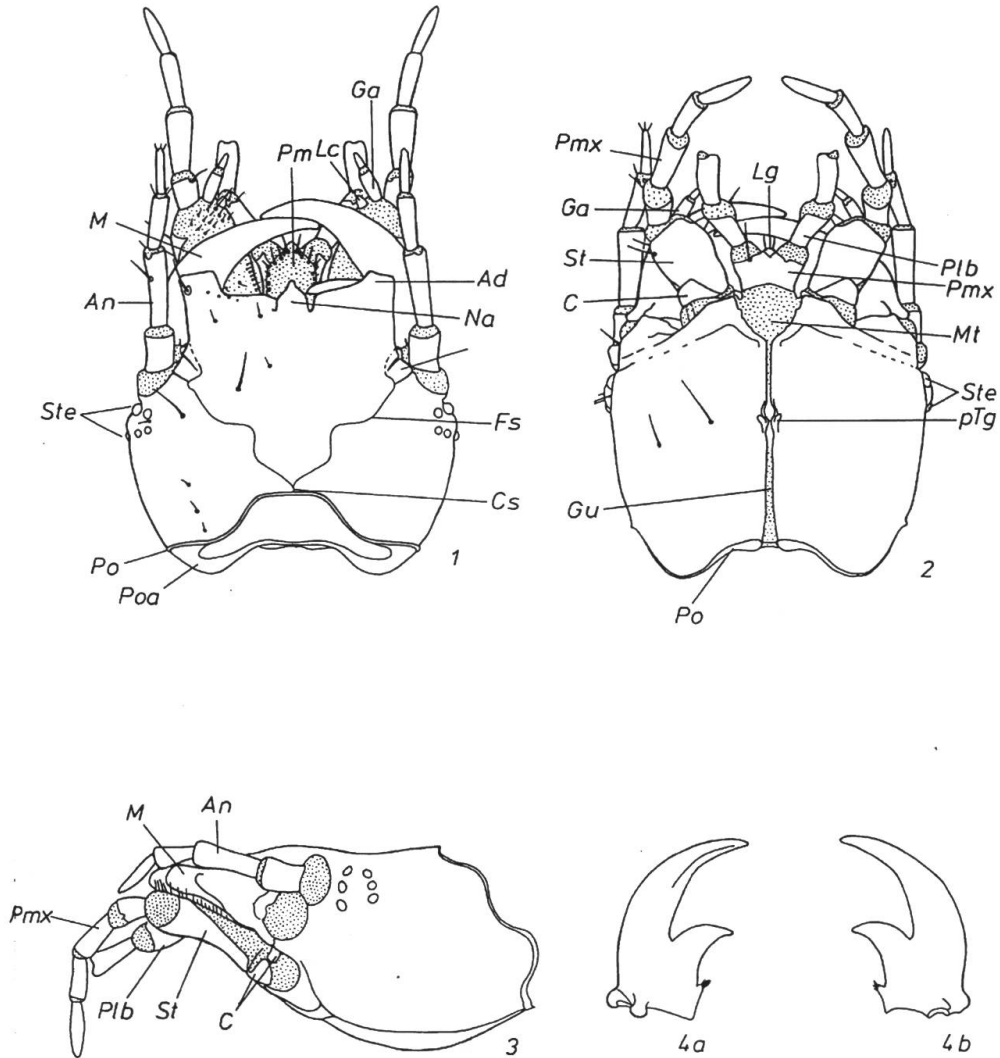 Ga
Pm Lc
M
An
Ad
Na
Ste
Fs
Cs
Po
Poa
1
Pmx
Lg
Ga
St
C
Plb
Pmx
Mt
Ste
pTg
Gu
Po
2
M
An
Pmx
Plb
St
C
3
4a
4b